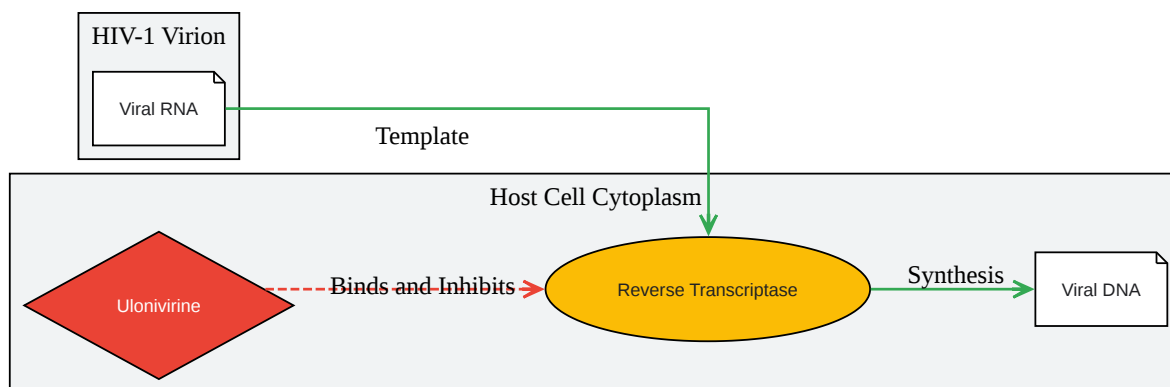 HIV-1 Virion
Viral RNA
Template
Host Cell Cytoplasm
Ulonivirine
Binds and Inhibits
Reverse Transcriptase
Synthesis
Viral DNA